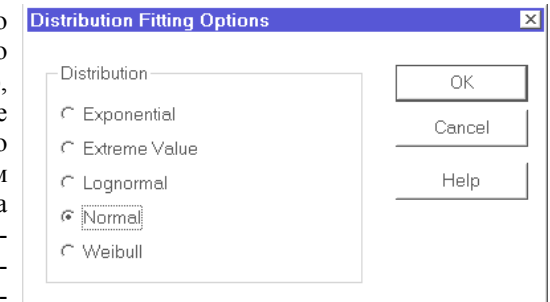 Distribution Fitting Options
Distribution
Exponential
Extreme Value
Lognormal
Normal
Weibull
OK
Cancel
Help